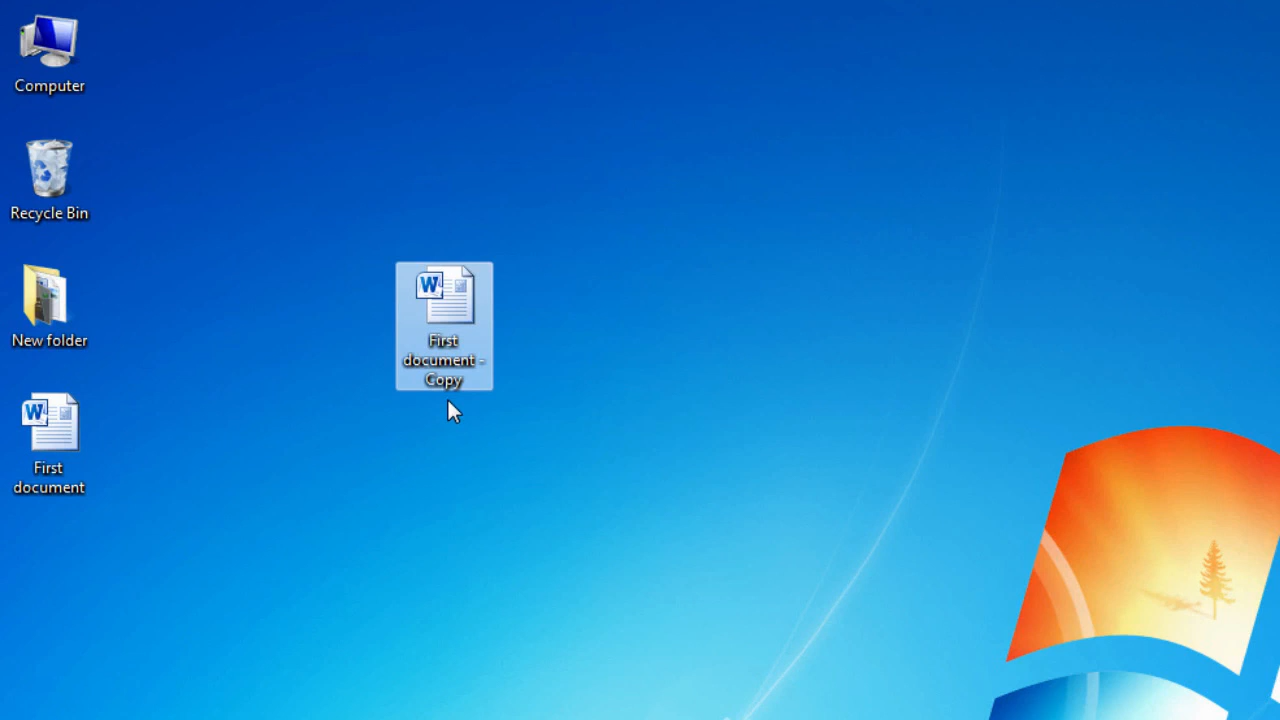 Computer
Recycle Bin
New folder
First
document
First
document -
Copy